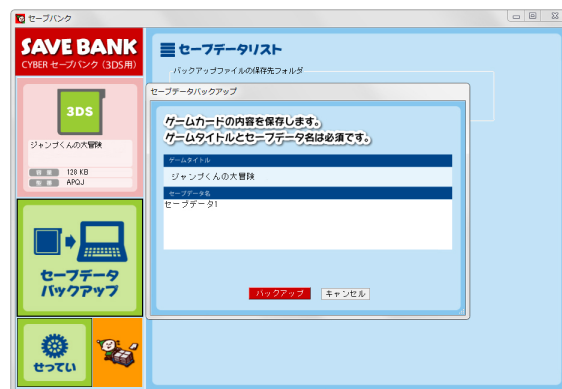 セーブバンク
SAVE BANK
CYBER セーブバンク（3DS用）
3DS
ジャンゴくんの大冒険
128 KB
APQJ
セーブデータ
バックアップ
せってい
セーブデータリスト
バックアップファイルの保存先フォルダ
セーブデータバックアップ
ゲームカードの内容を保存します。
ゲームタイトルとセーブデータ名は必須です。
ゲームタイトル
ジャンゴくんの大冒険
セーブデータ名
セーブデータ1
バックアップ
キャンセル